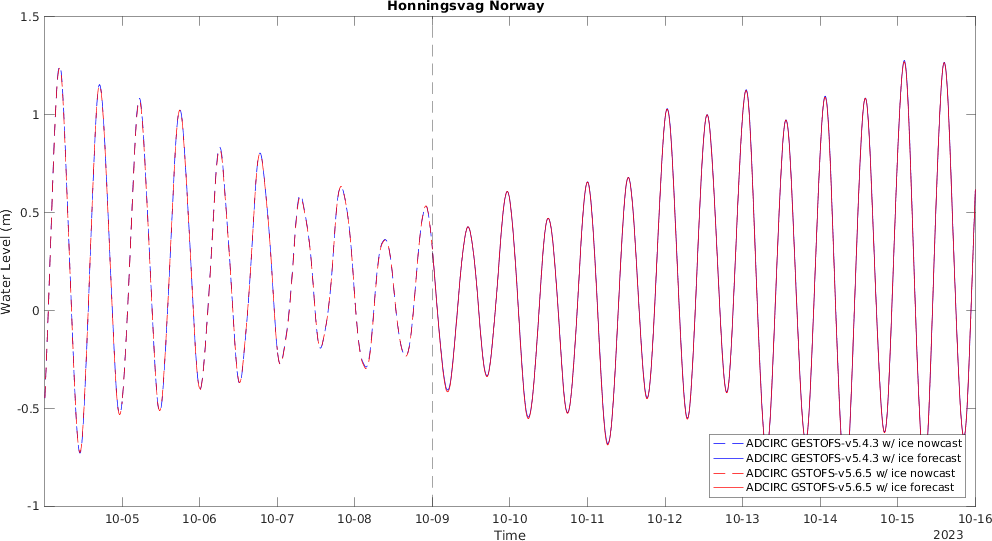 Honningsvag Norway
1.5
1
0.5
0
-0.5
-1
Water Level (m)
ADCIRC GESTOFS-v5.4.3 w/ ice nowcast
ADCIRC GESTOFS-v5.4.3 w/ ice forecast
ADCIRC GSTOFS-v5.6.5 w/ ice nowcast
ADCIRC GSTOFS-v5.6.5 w/ ice forecast
10-05 10-06 10-07 10-08 10-09 10-10 10-11 10-12 10-13 10-14 10-15 10-16
Time
2023